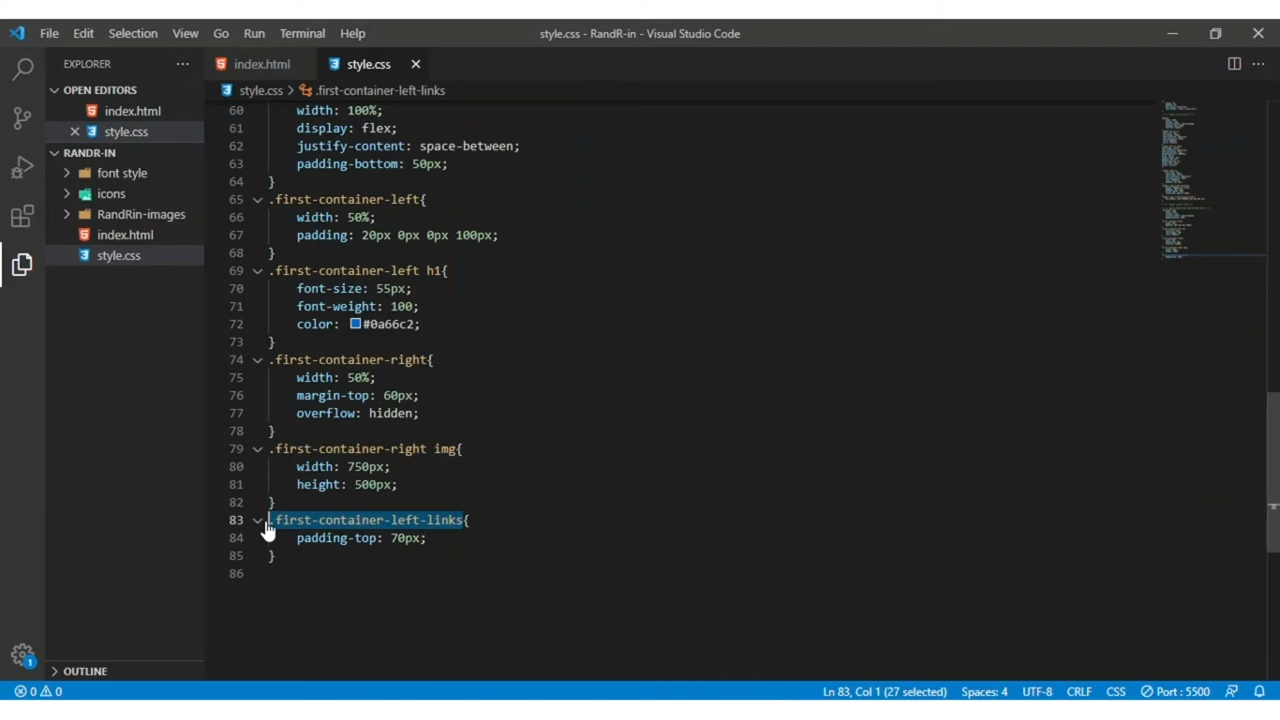 File Edit Selection View Go Run Terminal Help
style.css - RandR-in - Visual Studio Code
EXPLORER
OPEN EDITORS
index.html
style.css
RANDR-IN
font style
icons
RandRin-images
index.html
style.css
OUTLINE
index.html style.css
style.css > .first-container-left-links
60 width: 100%;
61 display: flex;
62 justify-content: space-between;
63 padding-bottom: 50px;
64 }
65 .first-container-left{
66 width: 50%;
67 padding: 20px 0px 0px 100px;
68 }
69 .first-container-left h1{
70 font-size: 55px;
71 font-weight: 100;
72 color: #0a66c2;
73 }
74 .first-container-right{
75 width: 50%;
76 margin-top: 60px;
77 overflow: hidden;
78 }
79 .first-container-right img{
80 width: 750px;
81 height: 500px;
82 }
83 .first-container-left-links{
84 padding-top: 70px;
85 }
86
1
0 0 Ln 83, Col 1 (27 selected) Spaces: 4 UTF-8 CRLF CSS Port : 5500